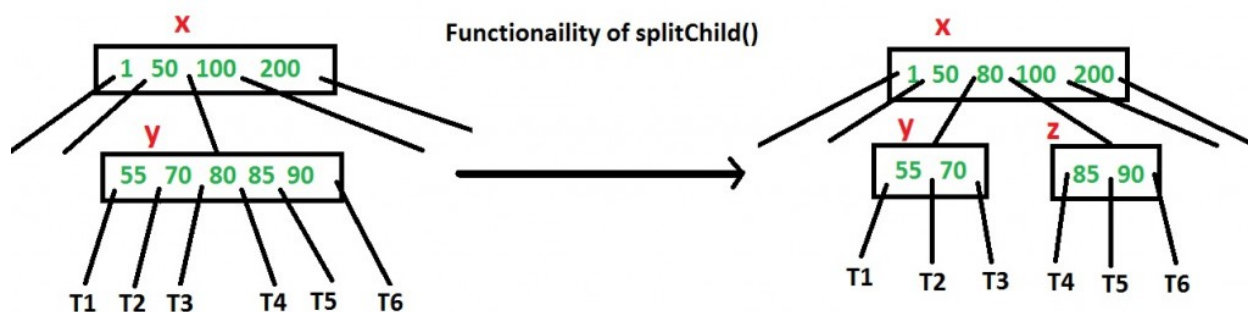 x
Functionaility of splitChild()
x
1 50 100 200
1 50 80 100 200
y
y
z
55 70 80 85 90
55 70
85 90
T1 T2 T3 T4 T5 T6
T1 T2 T3 T4 T5 T6